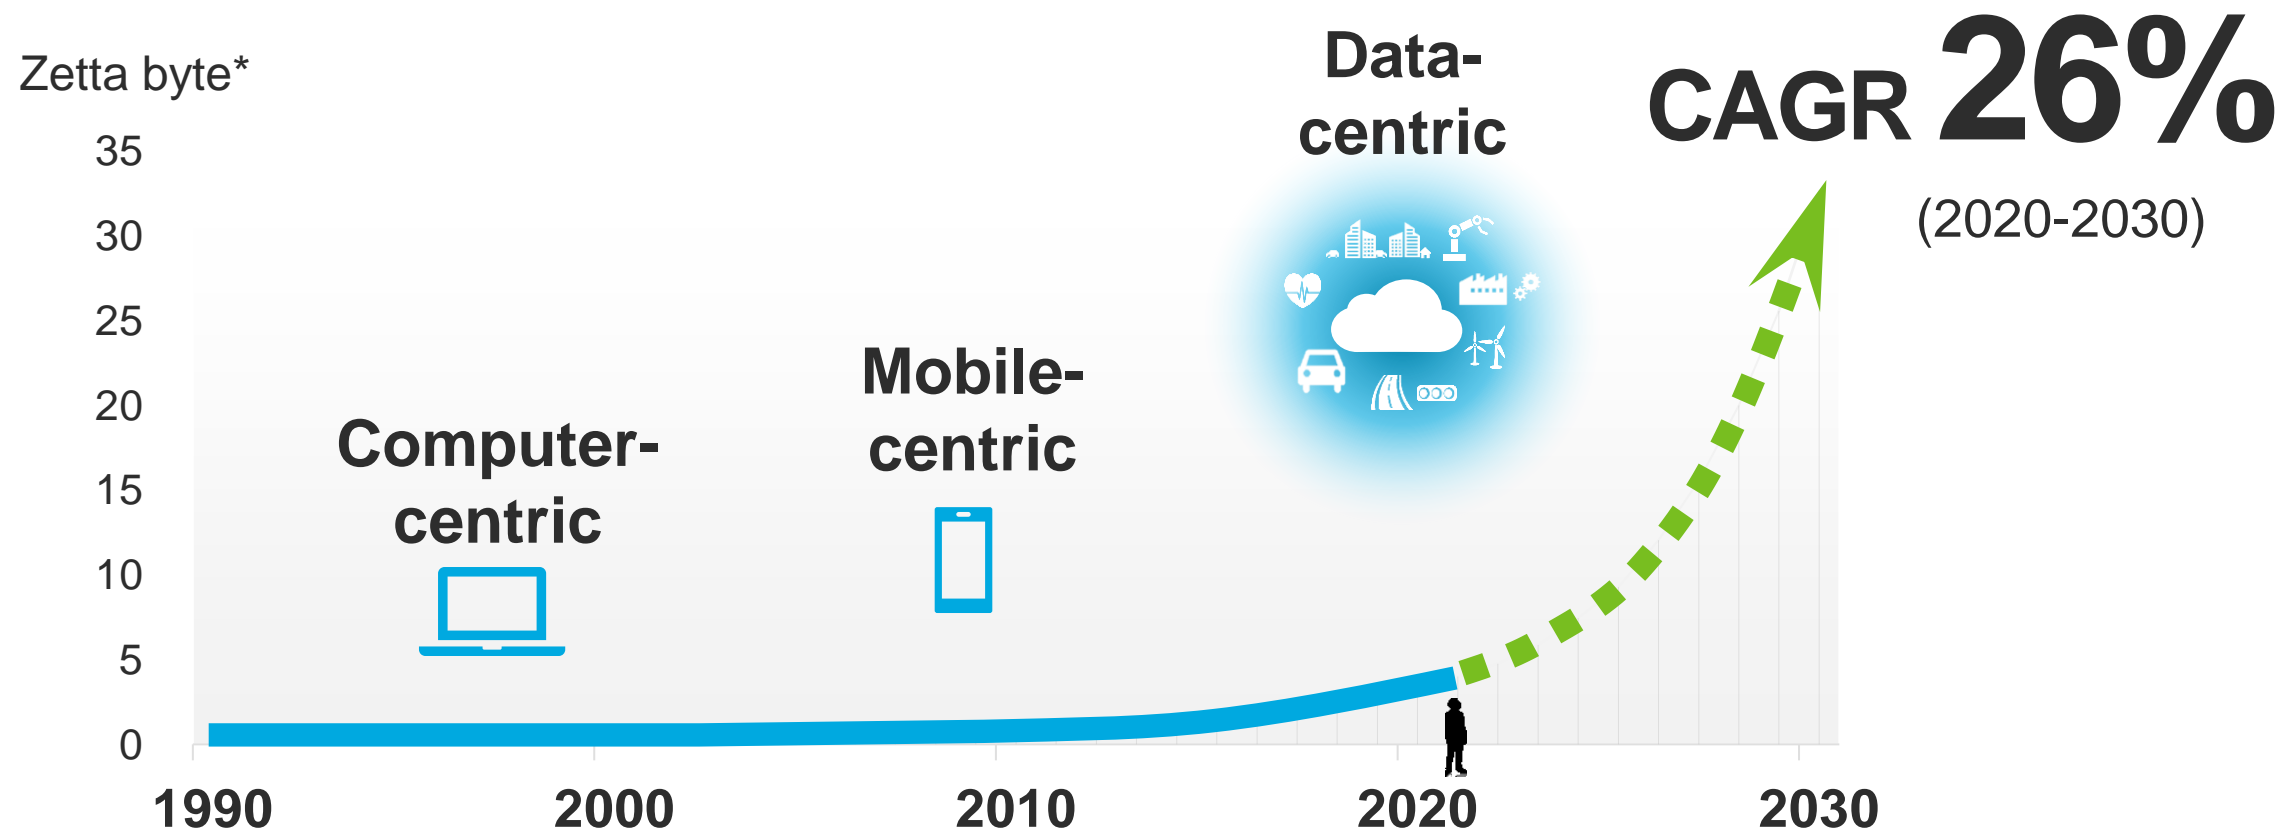 Zetta byte*
35
30
25
20
15
10
5
0
Computer-
centric
Mobile-
centric
Data-
centric
CAGR 26%
(2020-2030)
1990 2000 2010 2020 2030